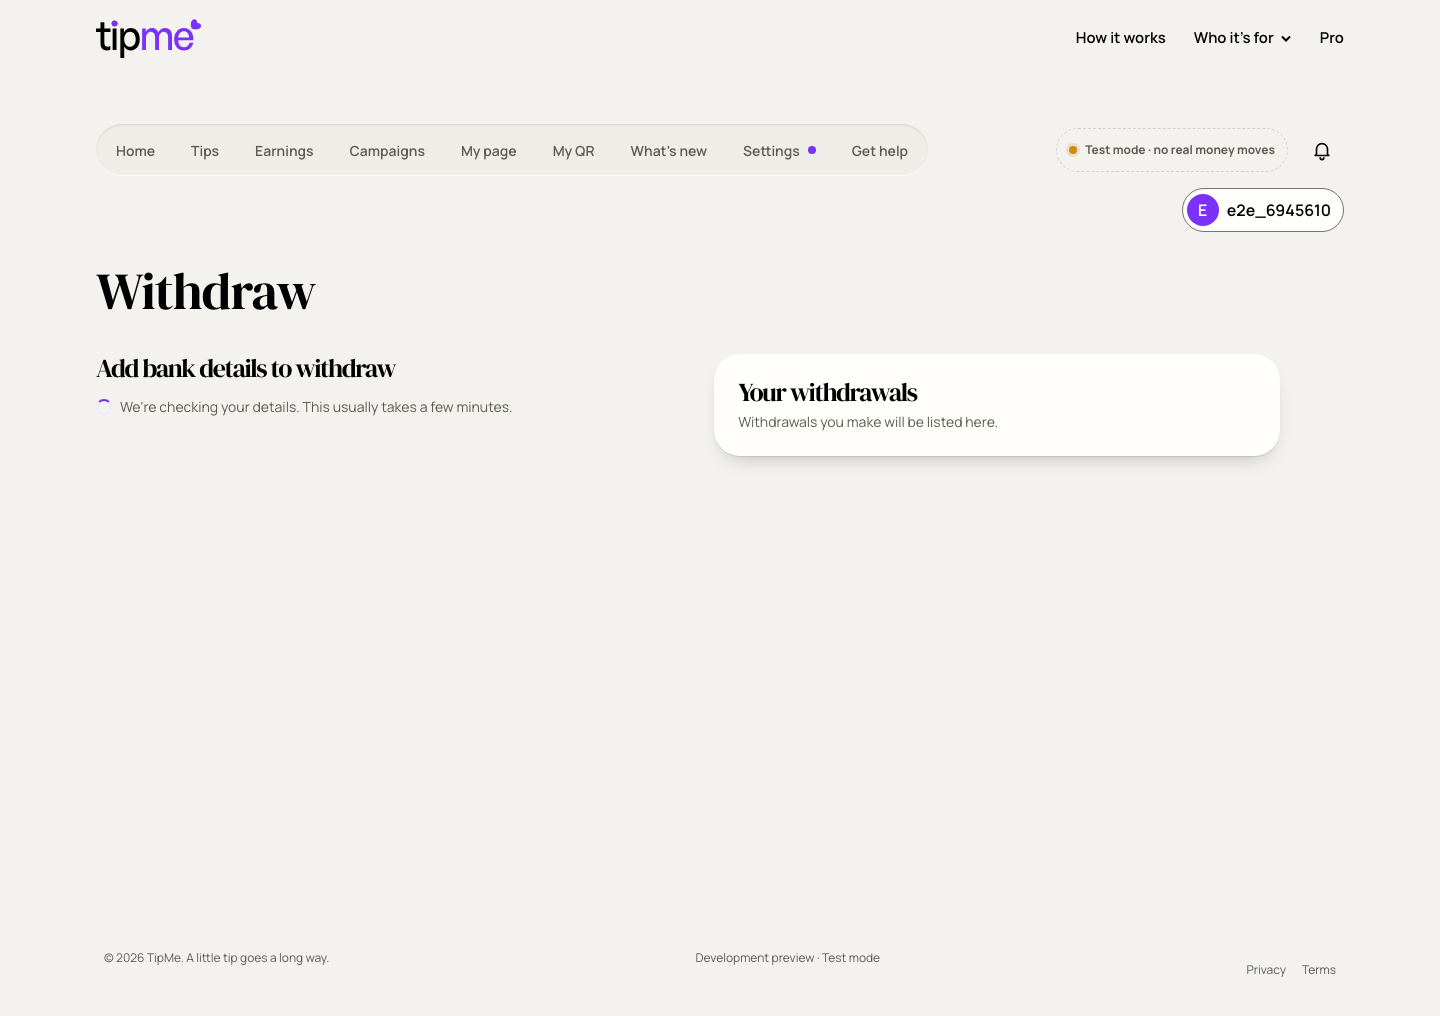 tipme
How it works
Who it's for
Pro
Home
Tips
Earnings
Campaigns
My page
My QR
What's new
Settings
Get help
Test mode · no real money moves
E
e2e_6945610
Withdraw
Add bank details to withdraw
We're checking your details. This usually takes a few minutes.
Your withdrawals
Withdrawals you make will be listed here.
© 2026 TipMe. A little tip goes a long way.
Development preview · Test mode
Privacy
Terms